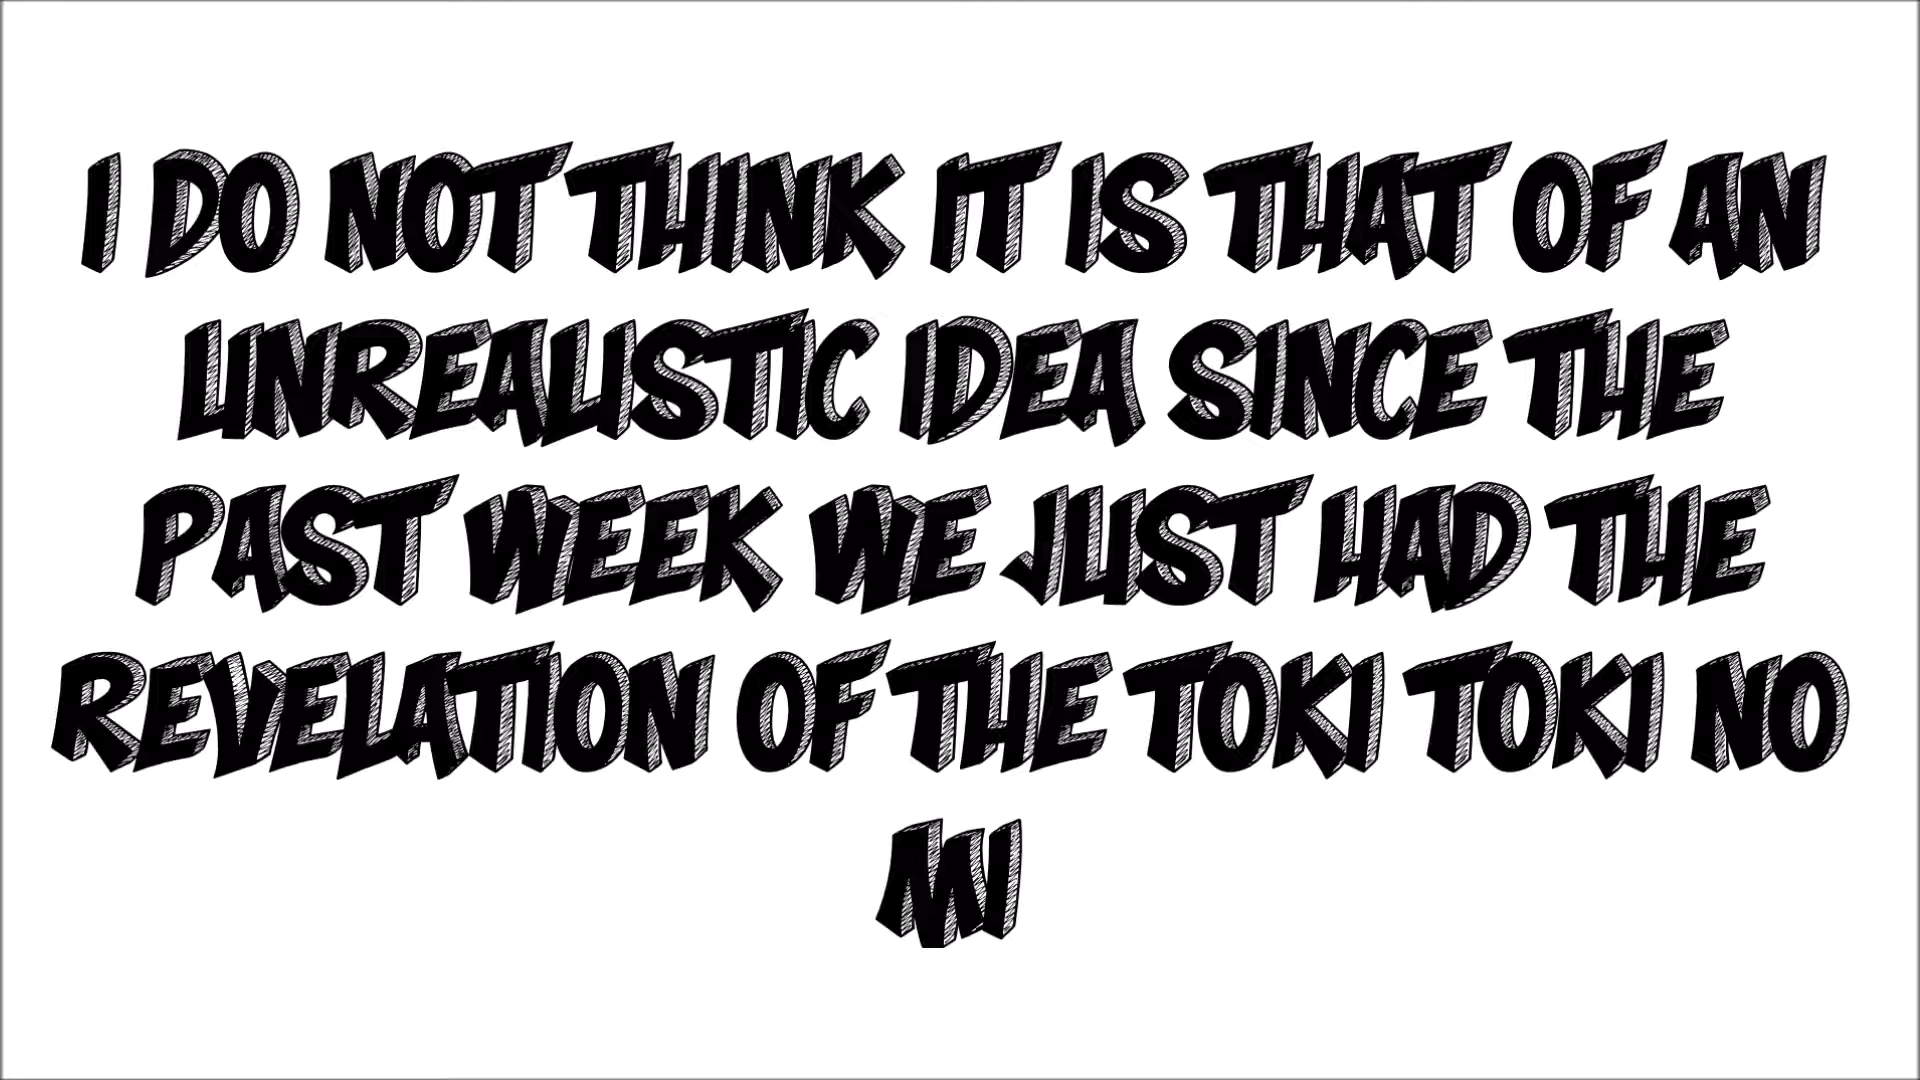 I DO NOT THINK IT IS THAT OF AN
UNREALISTIC IDEA SINCE THE
PAST WEEK WE JUST HAD THE
REVELATION OF THE TOKI TOKI NO
MI